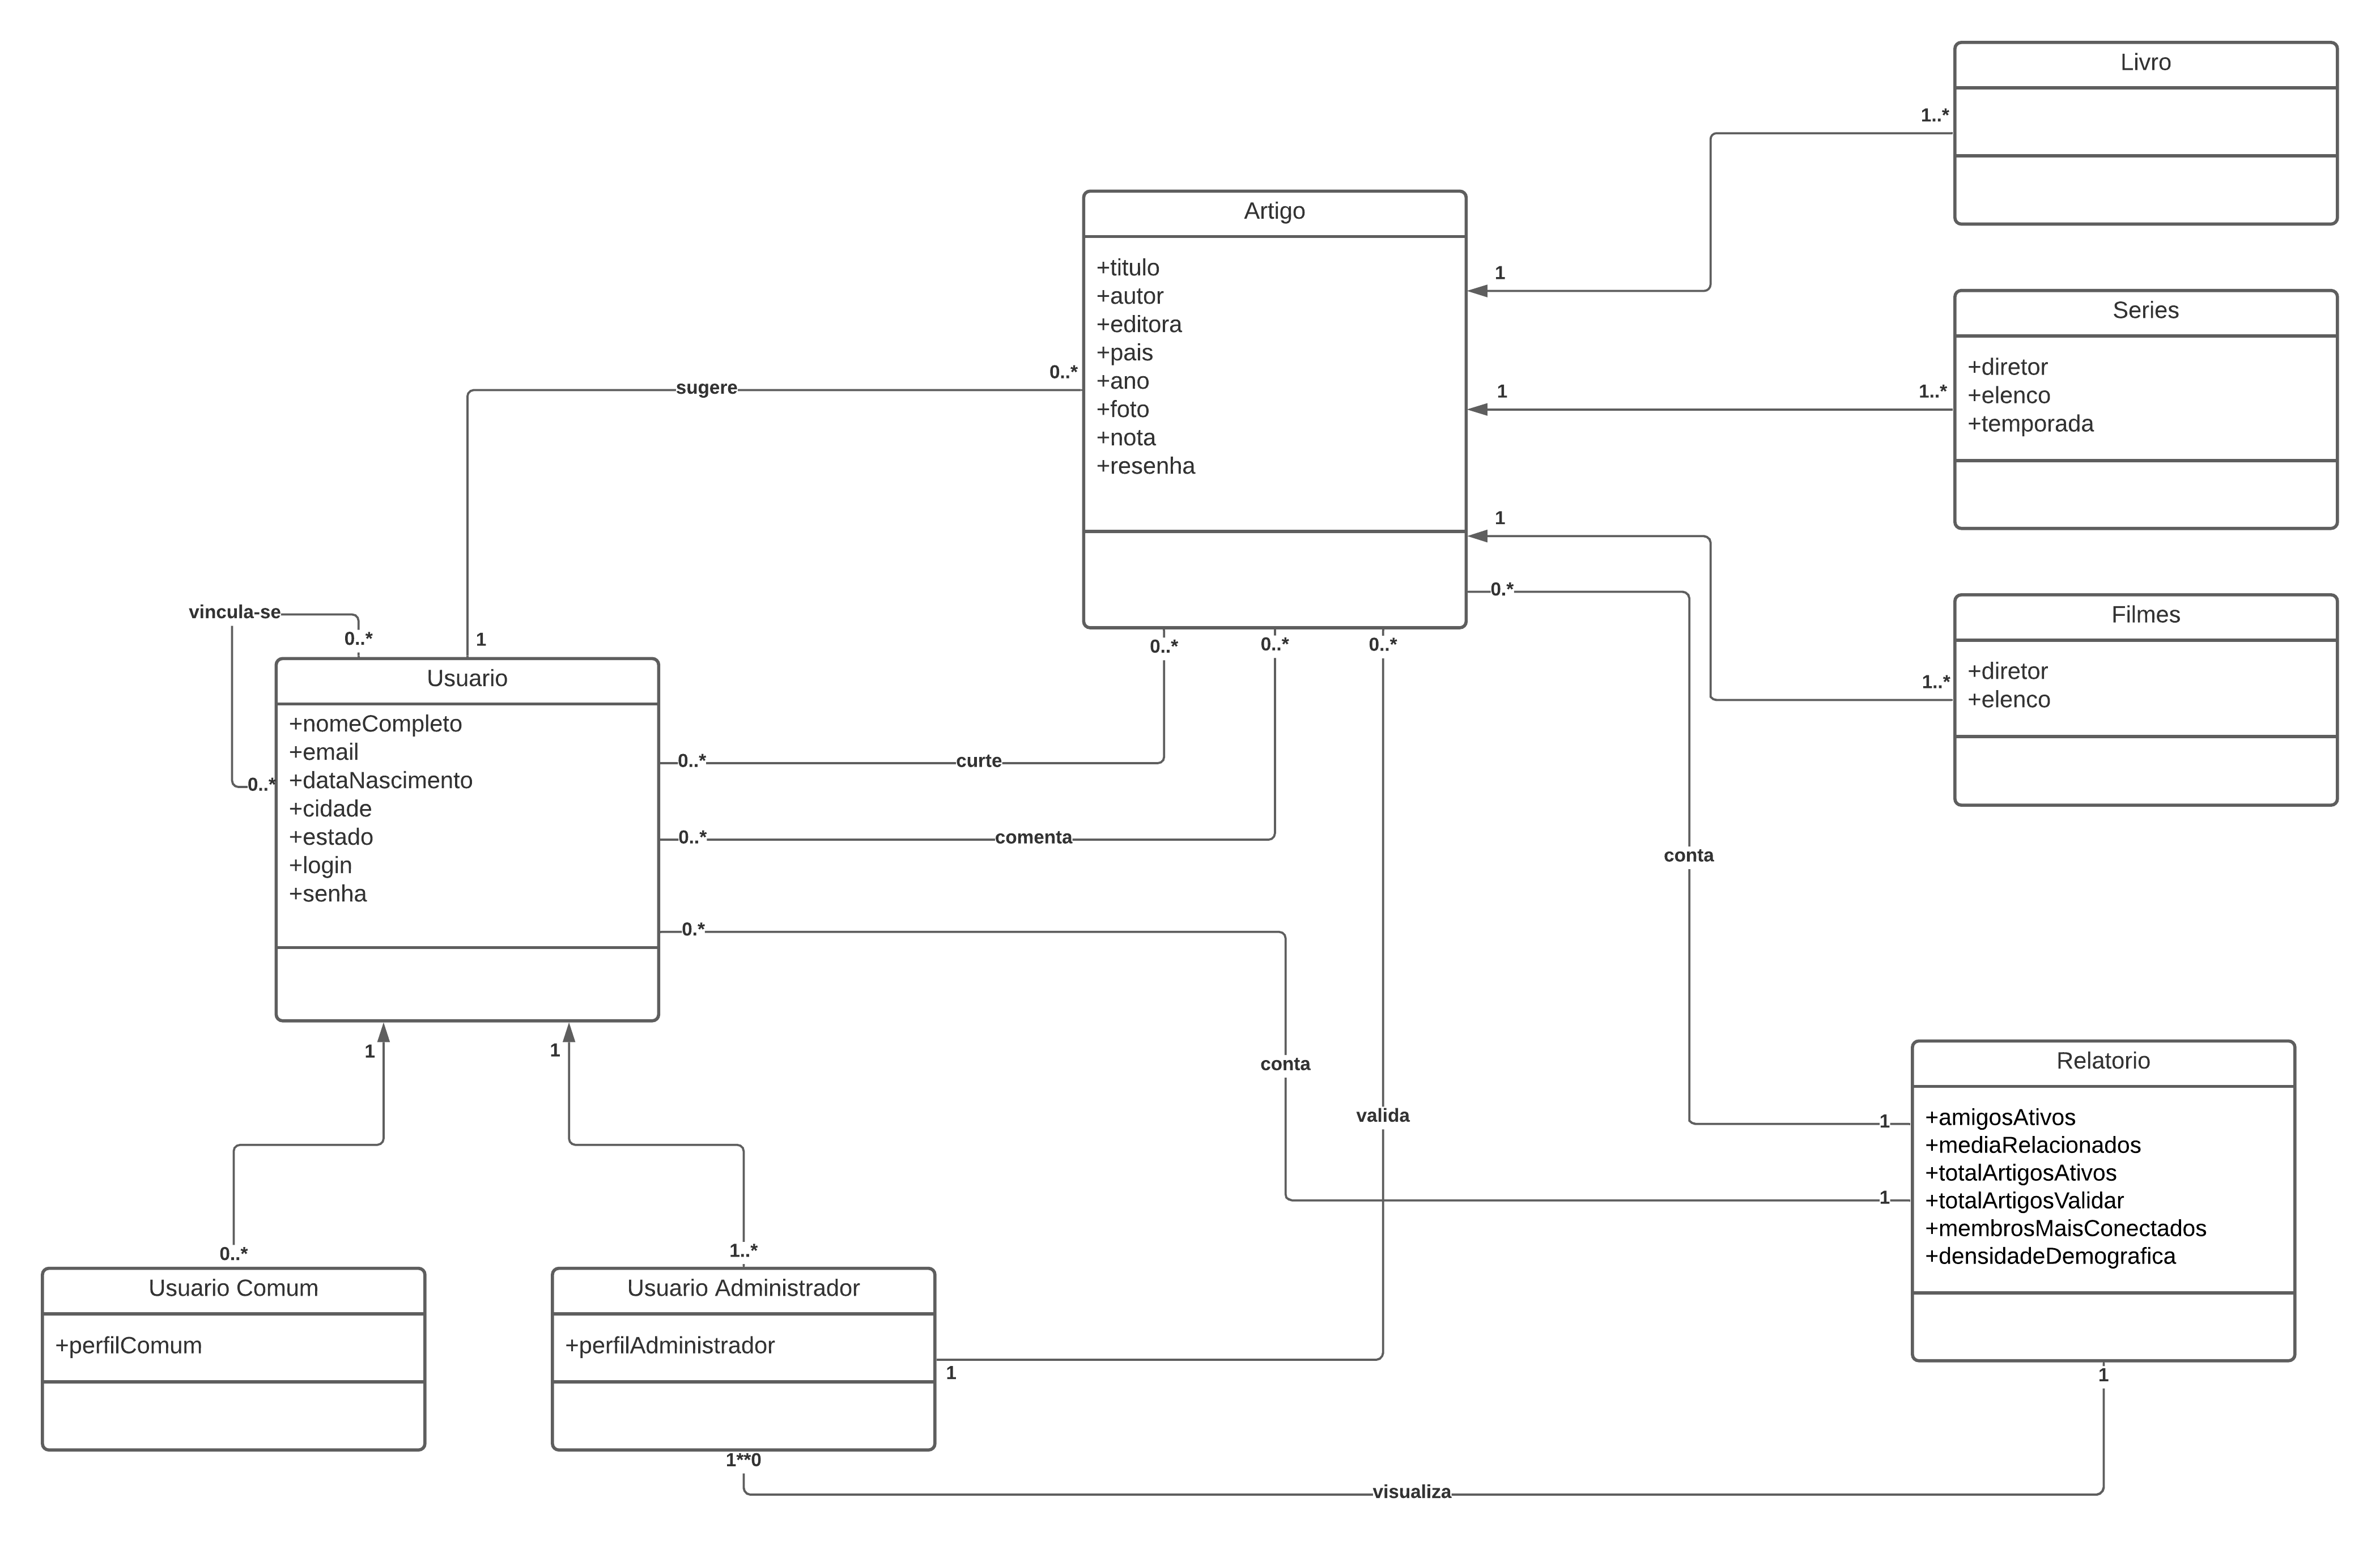 Livro
1..*
Artigo
+titulo
+autor
+editora
+pais
+ano
+foto
+nota
+resenha
1
Series
+diretor
+elenco
+temporada
1
1..*
sugere
0..*
1
0.*
Filmes
+diretor
+elenco
1..*
vincula-se
0..*
1
0..*
0..*
0..*
Usuario
+nomeCompleto
+email
+dataNascimento
+cidade
+estado
+login
+senha
0..*
0..*
curte
0..*
comenta
conta
0.*
1
1
conta
valida
Relatorio
+amigosAtivos
+mediaRelacionados
+totalArtigosAtivos
+totalArtigosValidar
+membrosMaisConectados
+densidadeDemografica
1
1
0..*
1..*
Usuario Comum
+perfilComum
Usuario Administrador
+perfilAdministrador
1
1
1**0
visualiza